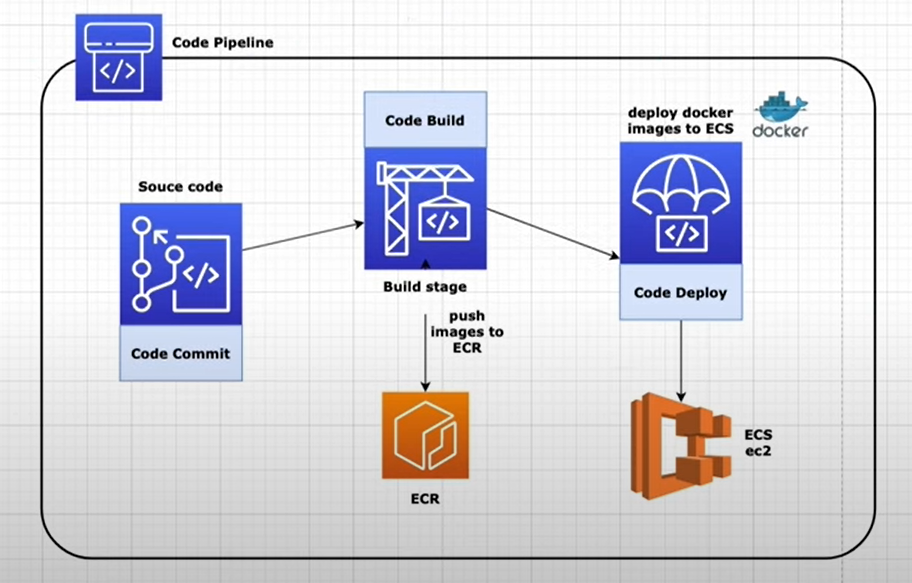 Code Pipeline
Souce code
Code Commit
Code Build
Build stage
push
images to
ECR
ECR
deploy docker
images to ECS
docker
Code Deploy
ECS
ec2